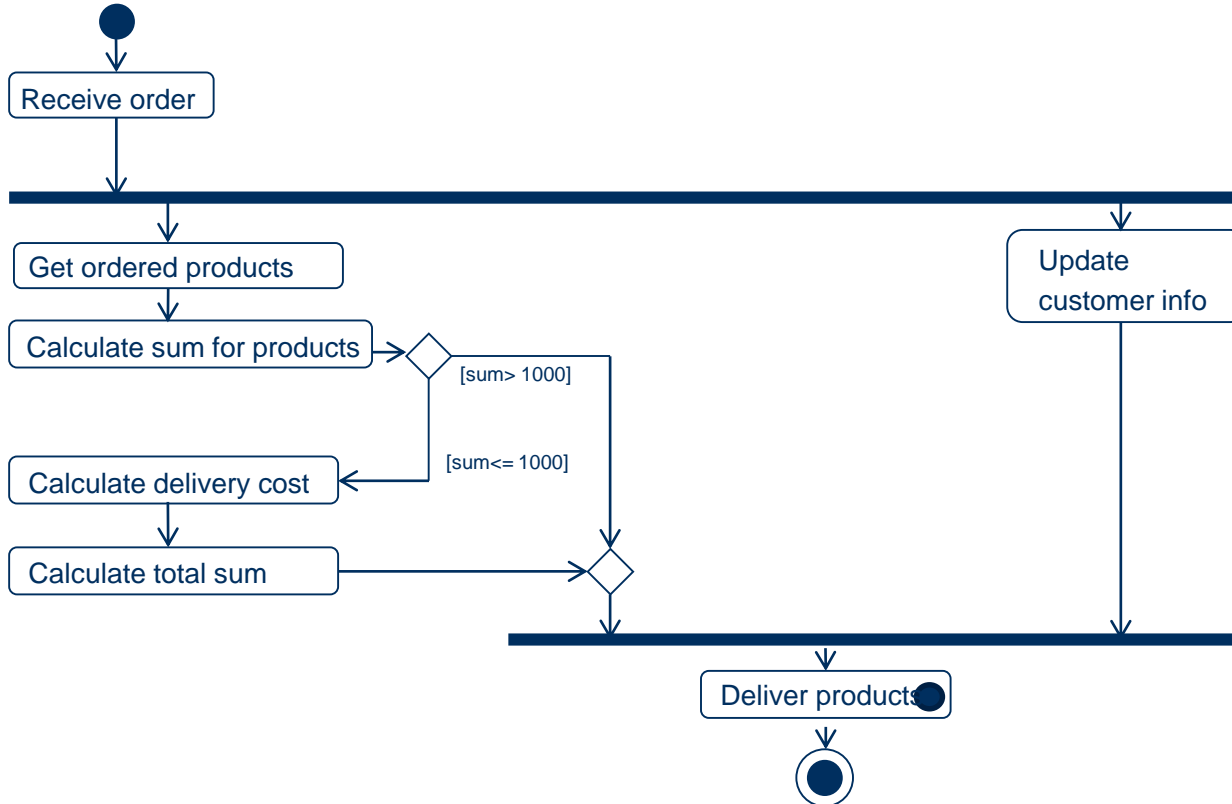 Receive order
Get ordered products
Update
customer info
Calculate sum for products
[sum> 1000]
[sum<= 1000]
Calculate delivery cost
Calculate total sum
Deliver products